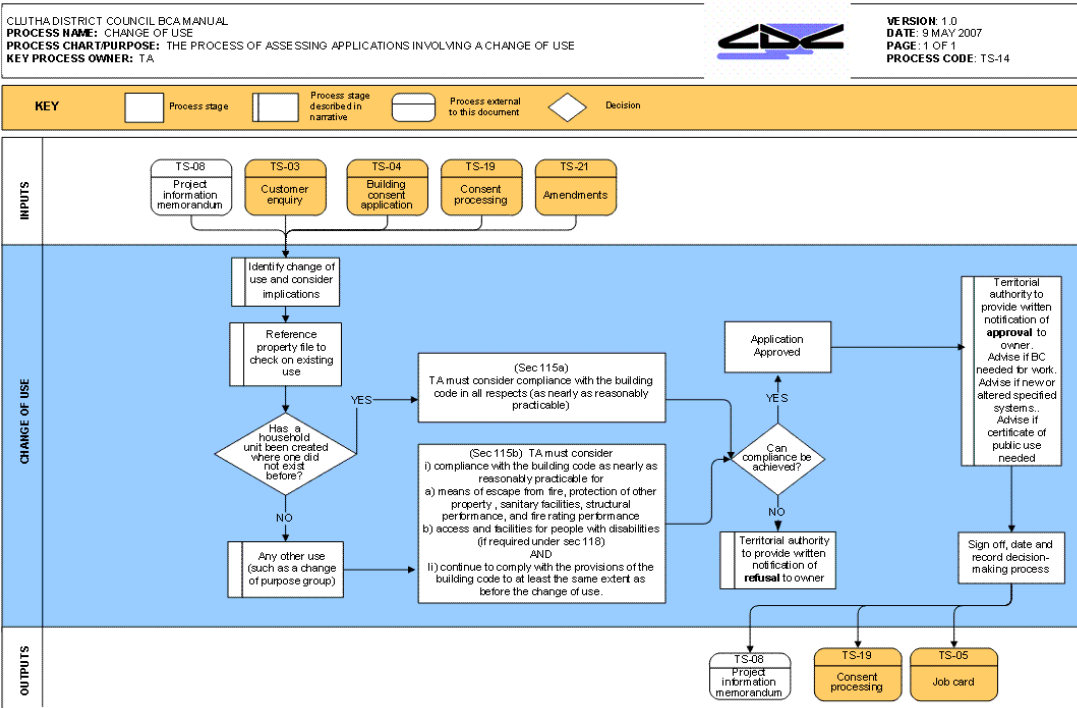 CLUTHA DISTRICT COUNCIL BCA MANUAL
PROCESS NAME: CHANGE OF USE
PROCESS CHART/PURPOSE: THE PROCESS OF ASSESSING APPLICATIONS INVOLVING A CHANGE OF USE
KEY PROCESS OWNER: TA
CDC
VERSION: 1.0
DATE: 9 MAY 2007
PAGE: 1 OF 1
PROCESS CODE: TS-14
KEY
Process stage
Process stage
described in
narrative
Process external
to this document
Decision
INPUTS
TS-08
Project
information
memorandum
TS-03
Customer
enquiry
TS-04
Building
consent
application
TS-19
Consent
processing
TS-21
Amendments
CHANGE OF USE
Identify change of
use and consider
implications
Reference
property file to
check on existing
use
Has a
household
unit been created
where one did
not exist
before?
YES
NO
Any other use
(such as a change
of purpose group)
(Sec 115a)
TA must consider compliance with the building
code in all respects (as nearly as reasonably
practicable)
(Sec 115b) TA must consider
i) compliance with the building code as nearly as
reasonably practicable for
a) means of escape from fire, protection of other
property , sanitary facilities, structural
performance, and fire rating performance
b) access and facilities for people with disabilities
(if required under sec 118)
AND
Ii) continue to comply with the provisions of the
building code to at least the same extent as
before the change of use.
Application
Approved
YES
Can
compliance be
achieved?
NO
Territorial authority
to provide written
notification of
refusal to owner
Territorial
authority to
provide written
notification of
approval to
owner.
Advise if BC
needed for work.
Advise if new or
altered specified
systems..
Advise if
certificate of
public use
needed
Sign off, date and
record decision-
making process
OUTPUTS
TS-08
Project
information
memorandum
TS-19
Consent
processing
TS-05
Job card